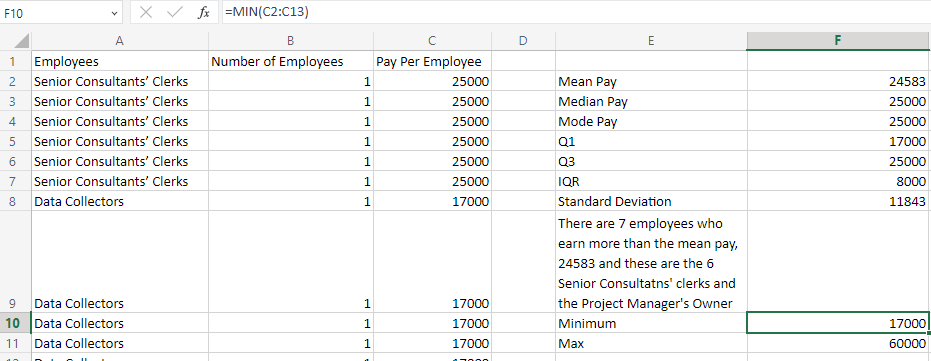 F10 fx =MIN(C2:C13)
A B C D E F
1 Employees Number of Employees Pay Per Employee
2 Senior Consultants’ Clerks 1 25000 Mean Pay 24583
3 Senior Consultants’ Clerks 1 25000 Median Pay 25000
4 Senior Consultants’ Clerks 1 25000 Mode Pay 25000
5 Senior Consultants’ Clerks 1 25000 Q1 17000
6 Senior Consultants’ Clerks 1 25000 Q3 25000
7 Senior Consultants’ Clerks 1 25000 IQR 8000
8 Data Collectors 1 17000 Standard Deviation 11843
There are 7 employees who
earn more than the mean pay,
24583 and these are the 6
Senior Consultatns' clerks and
9 Data Collectors 1 17000 the Project Manager's Owner
10 Data Collectors 1 17000 Minimum 17000
11 Data Collectors 1 17000 Max 60000